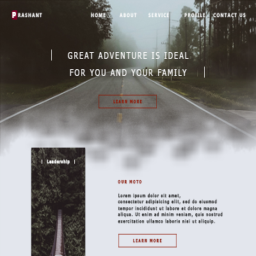 PRASHANT
HOME ABOUT SERVICE PROFILE CONTACT US
GREAT ADVENTURE IS IDEAL
FOR YOU AND YOUR FAMILY
LEARN MORE
Leadership
OUR MOTO
Lorem ipsum dolor sit amet,
consectetur adipisicing elit, sed do eiusmod
tempor incididunt ut labore et dolore magna
aliqua. Ut enim ad minim veniam, quis nostrud
exercitation ullamco laboris nisi ut aliquip.
LEARN MORE